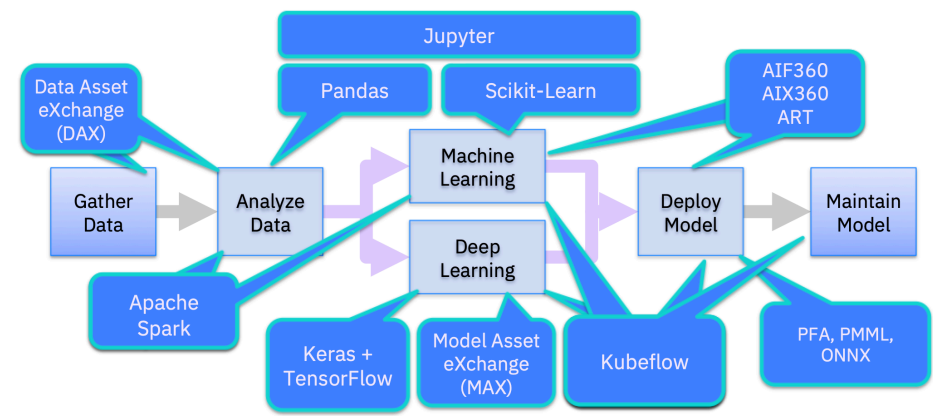 Jupyter
Data Asset
eXchange
(DAX)
Pandas
Scikit-Learn
AIF360
AIX360
ART
Gather
Data
Analyze
Data
Machine
Learning
Deep
Learning
Deploy
Model
Maintain
Model
Apache
Spark
Keras +
TensorFlow
Model Asset
eXchange
(MAX)
Kubeflow
PFA, PMML,
ONNX